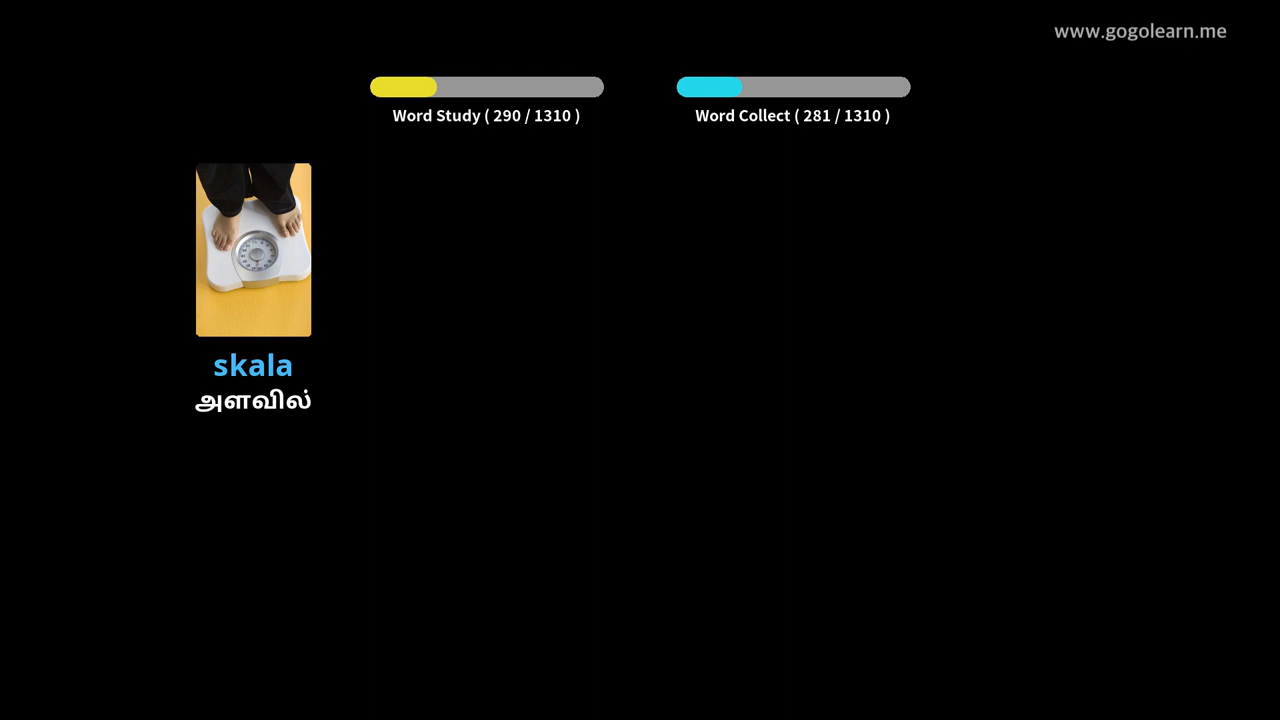 www.gogolearn.me
Word Study ( 290 / 1310 )
Word Collect ( 281 / 1310 )
skala
அளவில்